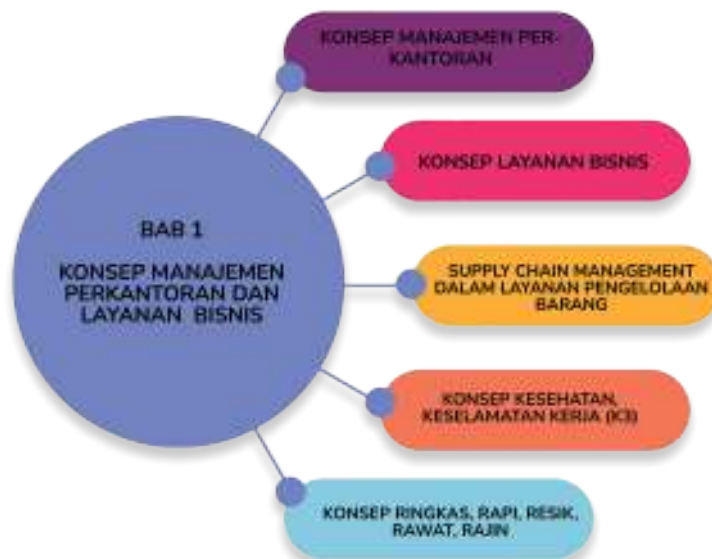 BAB 1
KONSEP MANAJEMEN
PERKANTORAN DAN
LAYANAN BISNIS
KONSEP MANAJEMEN PER-
KANTORAN
KONSEP LAYANAN BISNIS
SUPPLY CHAIN MANAGEMENT
DALAM LAYANAN PENGELOLAAN
BARANG
KONSEP KESEHATAN,
KESELAMATAN KERJA (K3)
KONSEP RINGKAS, RAPI, RESIK,
RAWAT, RAJIN